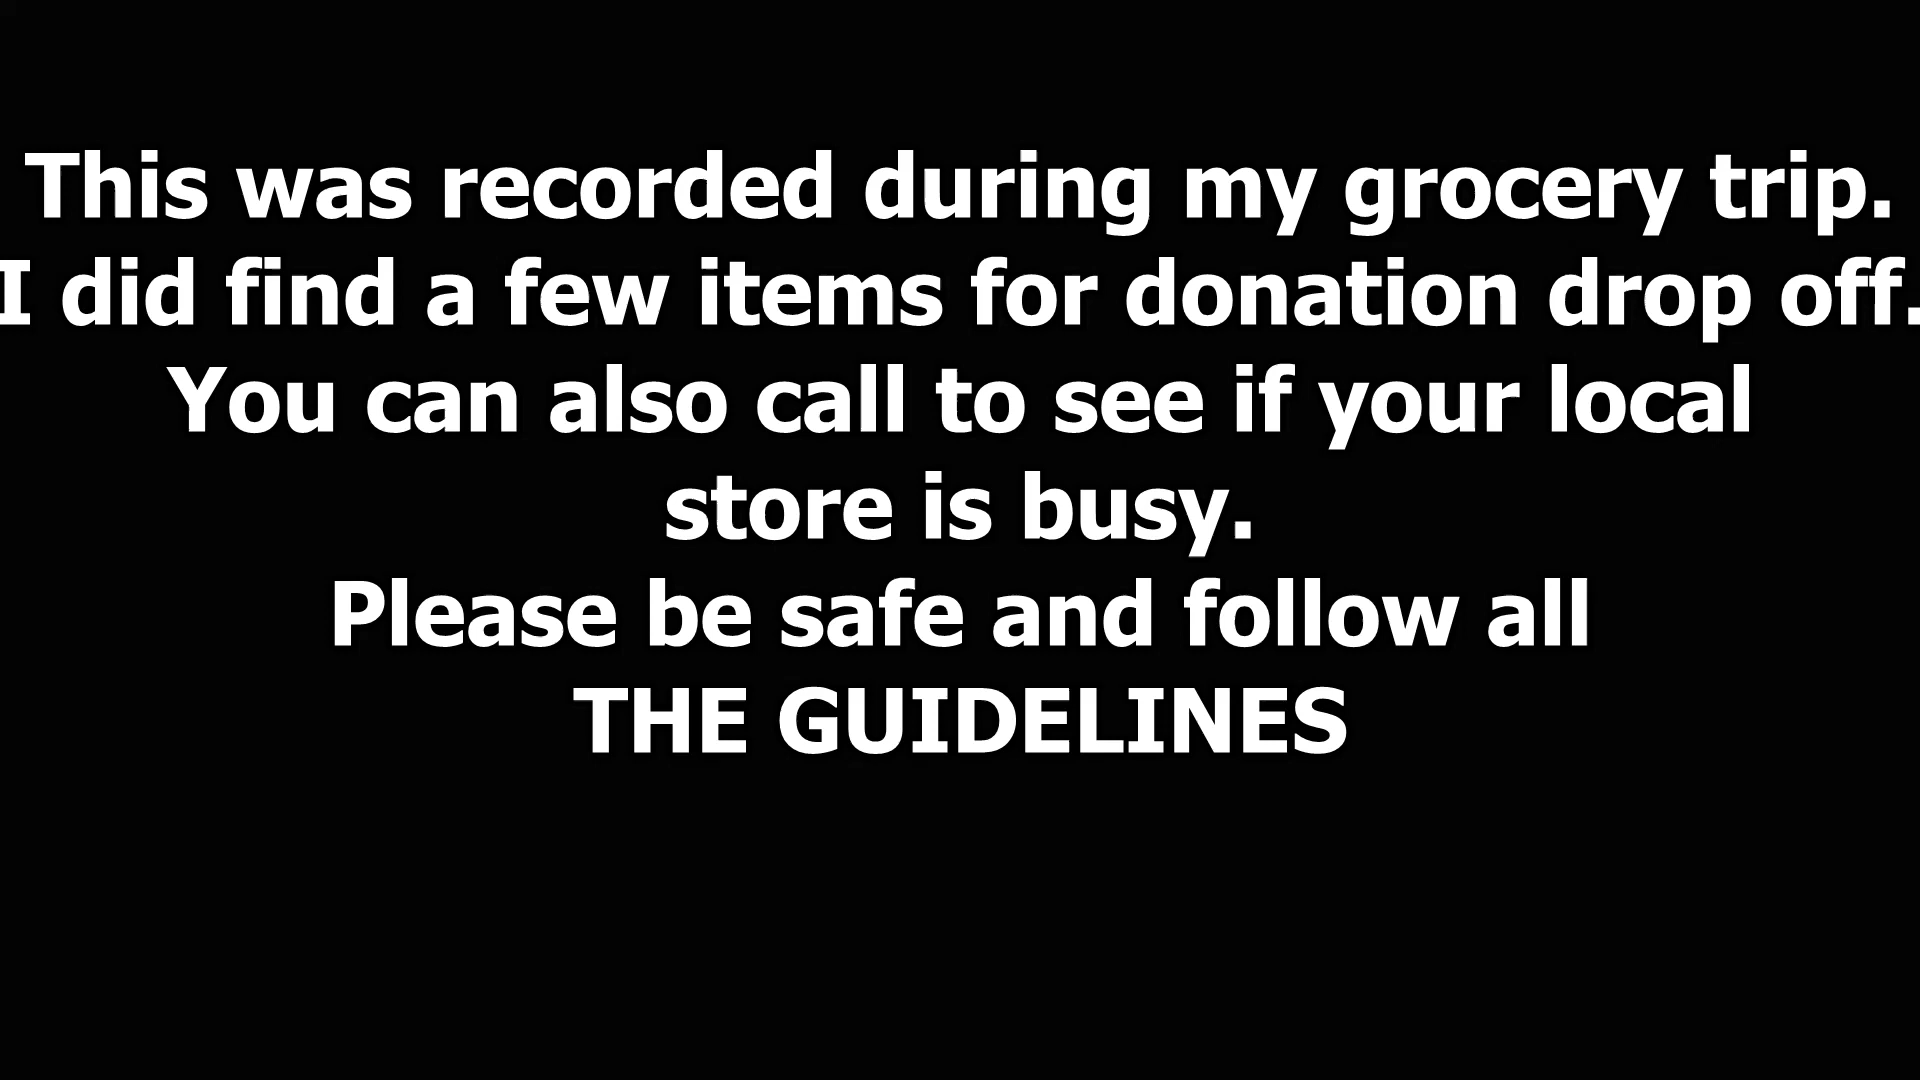 This was recorded during my grocery trip.
I did find a few items for donation drop off.
You can also call to see if your local
store is busy.
Please be safe and follow all
THE GUIDELINES